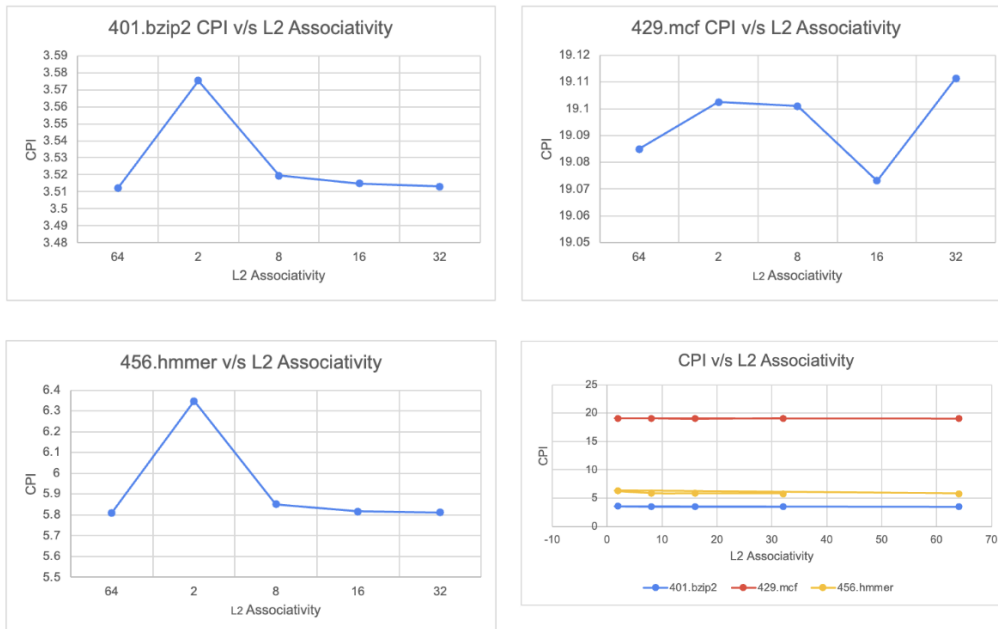 401.bzip2 CPI v/s L2 Associativity
3.59
3.58
3.57
3.56
3.55
3.54
3.53
3.52
3.51
3.5
3.49
3.48
CPI
64 2 8 16 32
L2 Associativity
429.mcf CPI v/s L2 Associativity
19.12
19.11
19.1
19.09
19.08
19.07
19.06
19.05
CPI
64 2 8 16 32
L2 Associativity
456.hmmer v/s L2 Associativity
6.4
6.3
6.2
6.1
6
5.9
5.8
5.7
5.6
5.5
CPI
64 2 8 16 32
L2 Associativity
CPI v/s L2 Associativity
25
20
15
10
5
0
CPI
-10 0 10 20 30 40 50 60 70
L2 Associativity
401.bzip2 429.mcf 456.hmmer